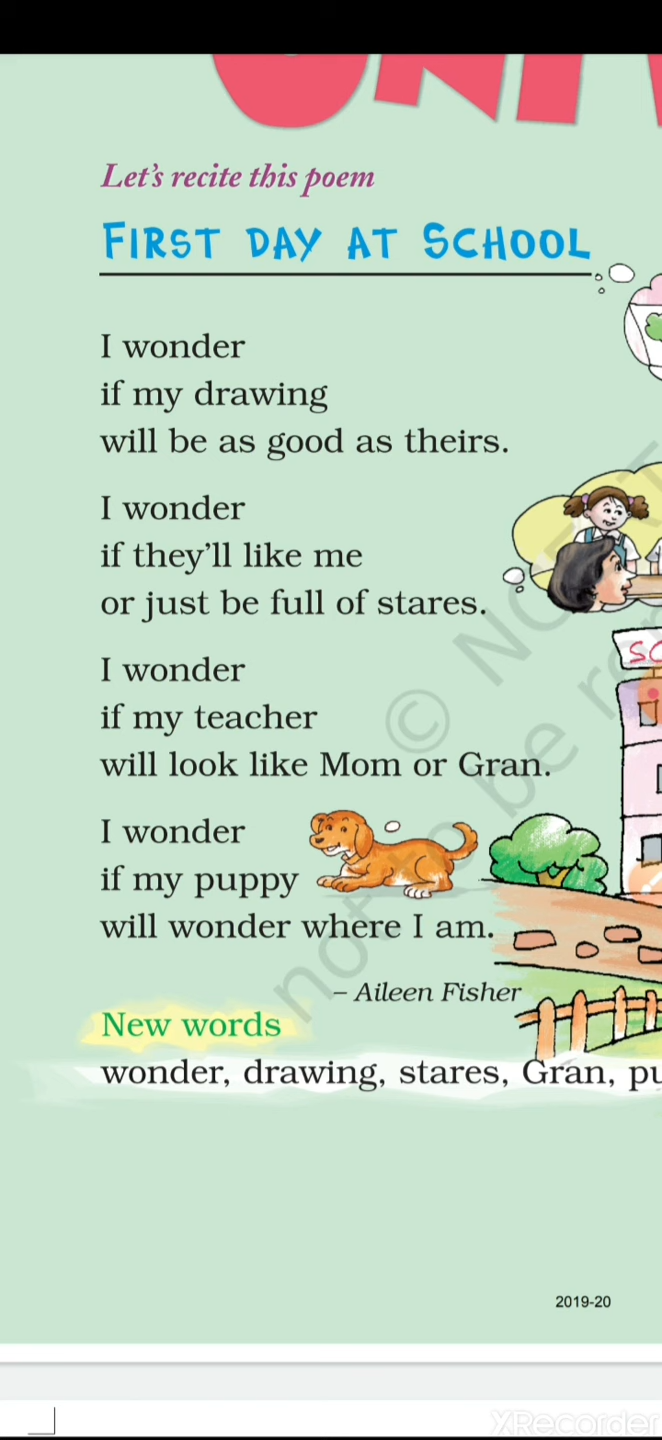 Let's recite this poem
FIRST DAY AT SCHOOL
I wonder
if my drawing
will be as good as theirs.
I wonder
if they'll like me
or just be full of stares.
I wonder
if my teacher
will look like Mom or Gran.
I wonder
if my puppy
will wonder where I am.
– Aileen Fisher
New words
wonder, drawing, stares, Gran,
2019-20
XRecorder